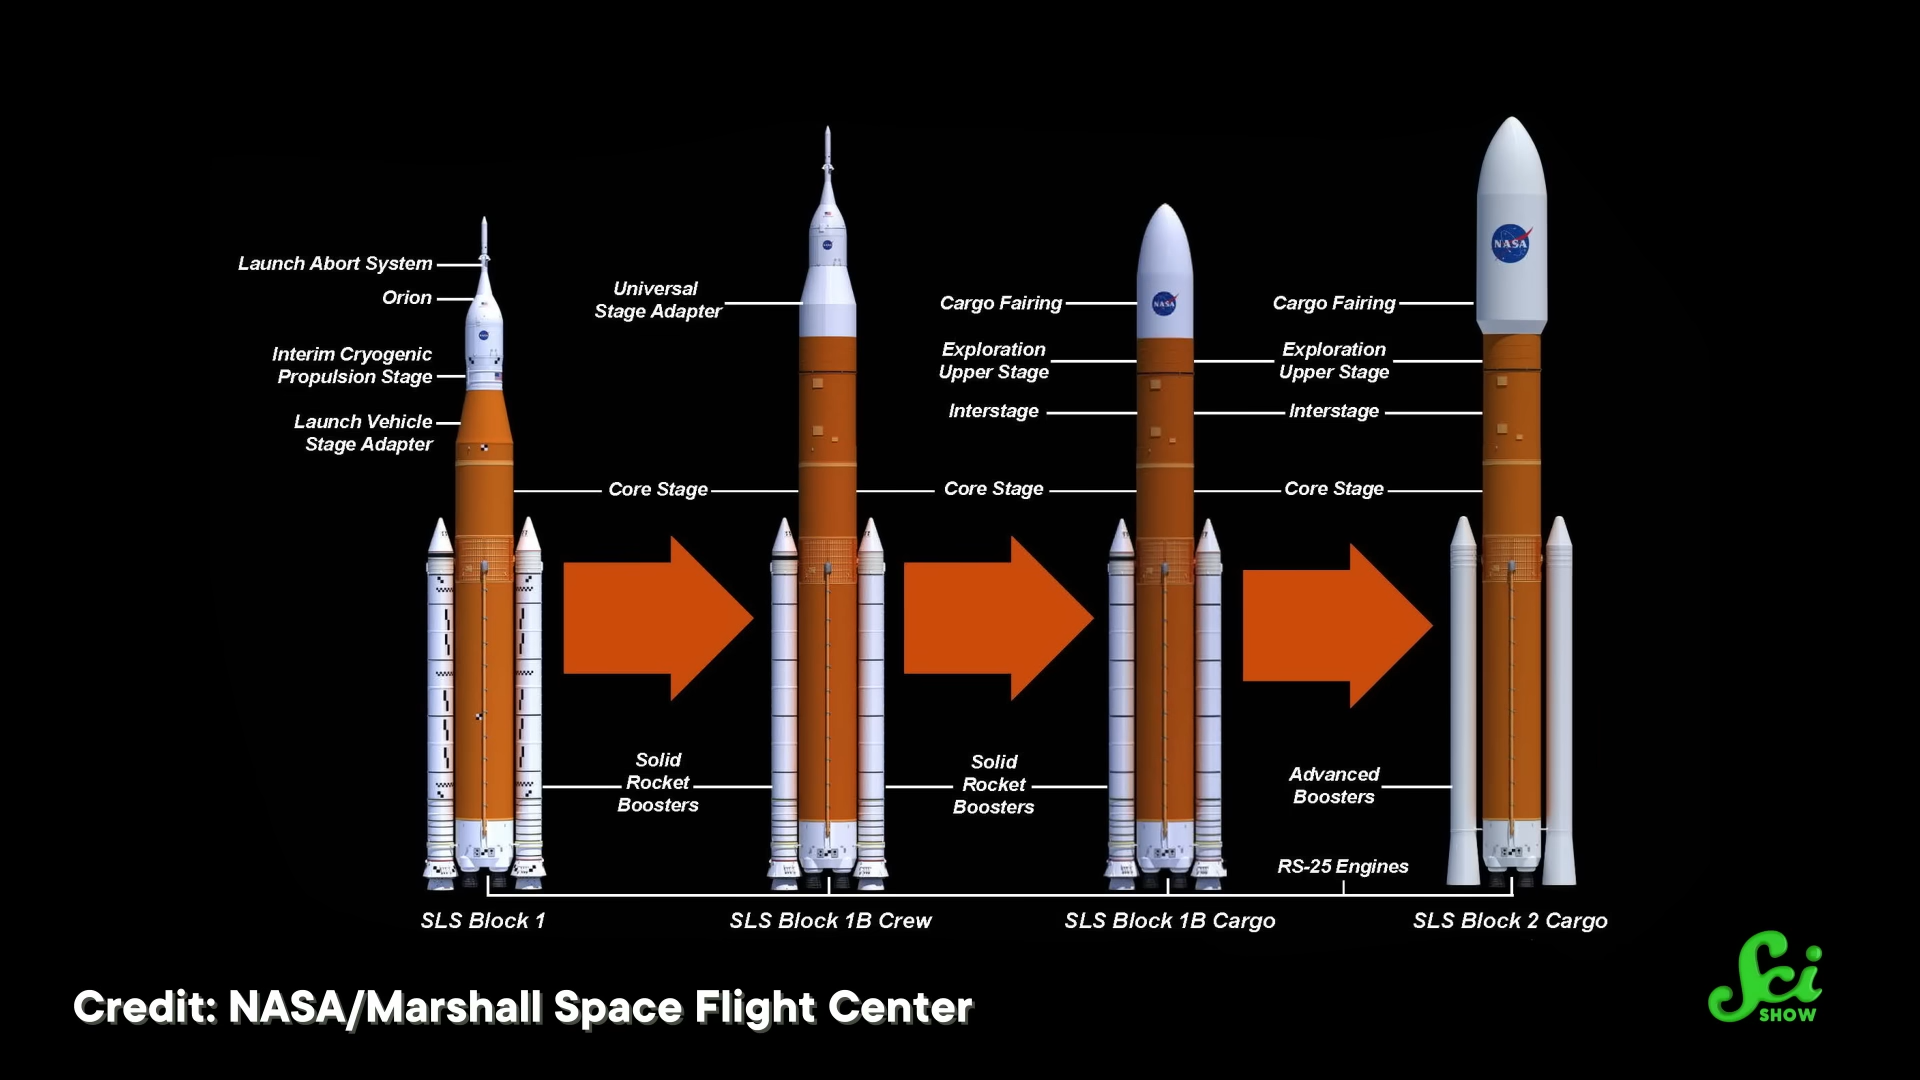 Launch Abort System
Orion
Interim Cryogenic
Propulsion Stage
Launch Vehicle
Stage Adapter
Universal
Stage Adapter
Cargo Fairing
Exploration
Upper Stage
Interstage
Cargo Fairing
Exploration
Upper Stage
Interstage
NASA
NASA
Core Stage
Core Stage
Core Stage
Solid
Rocket
Boosters
Solid
Rocket
Boosters
Advanced
Boosters
RS-25 Engines
SLS Block 1
SLS Block 1B Crew
SLS Block 1B Cargo
SLS Block 2 Cargo
Credit: NASA/Marshall Space Flight Center
Sci
SHOW